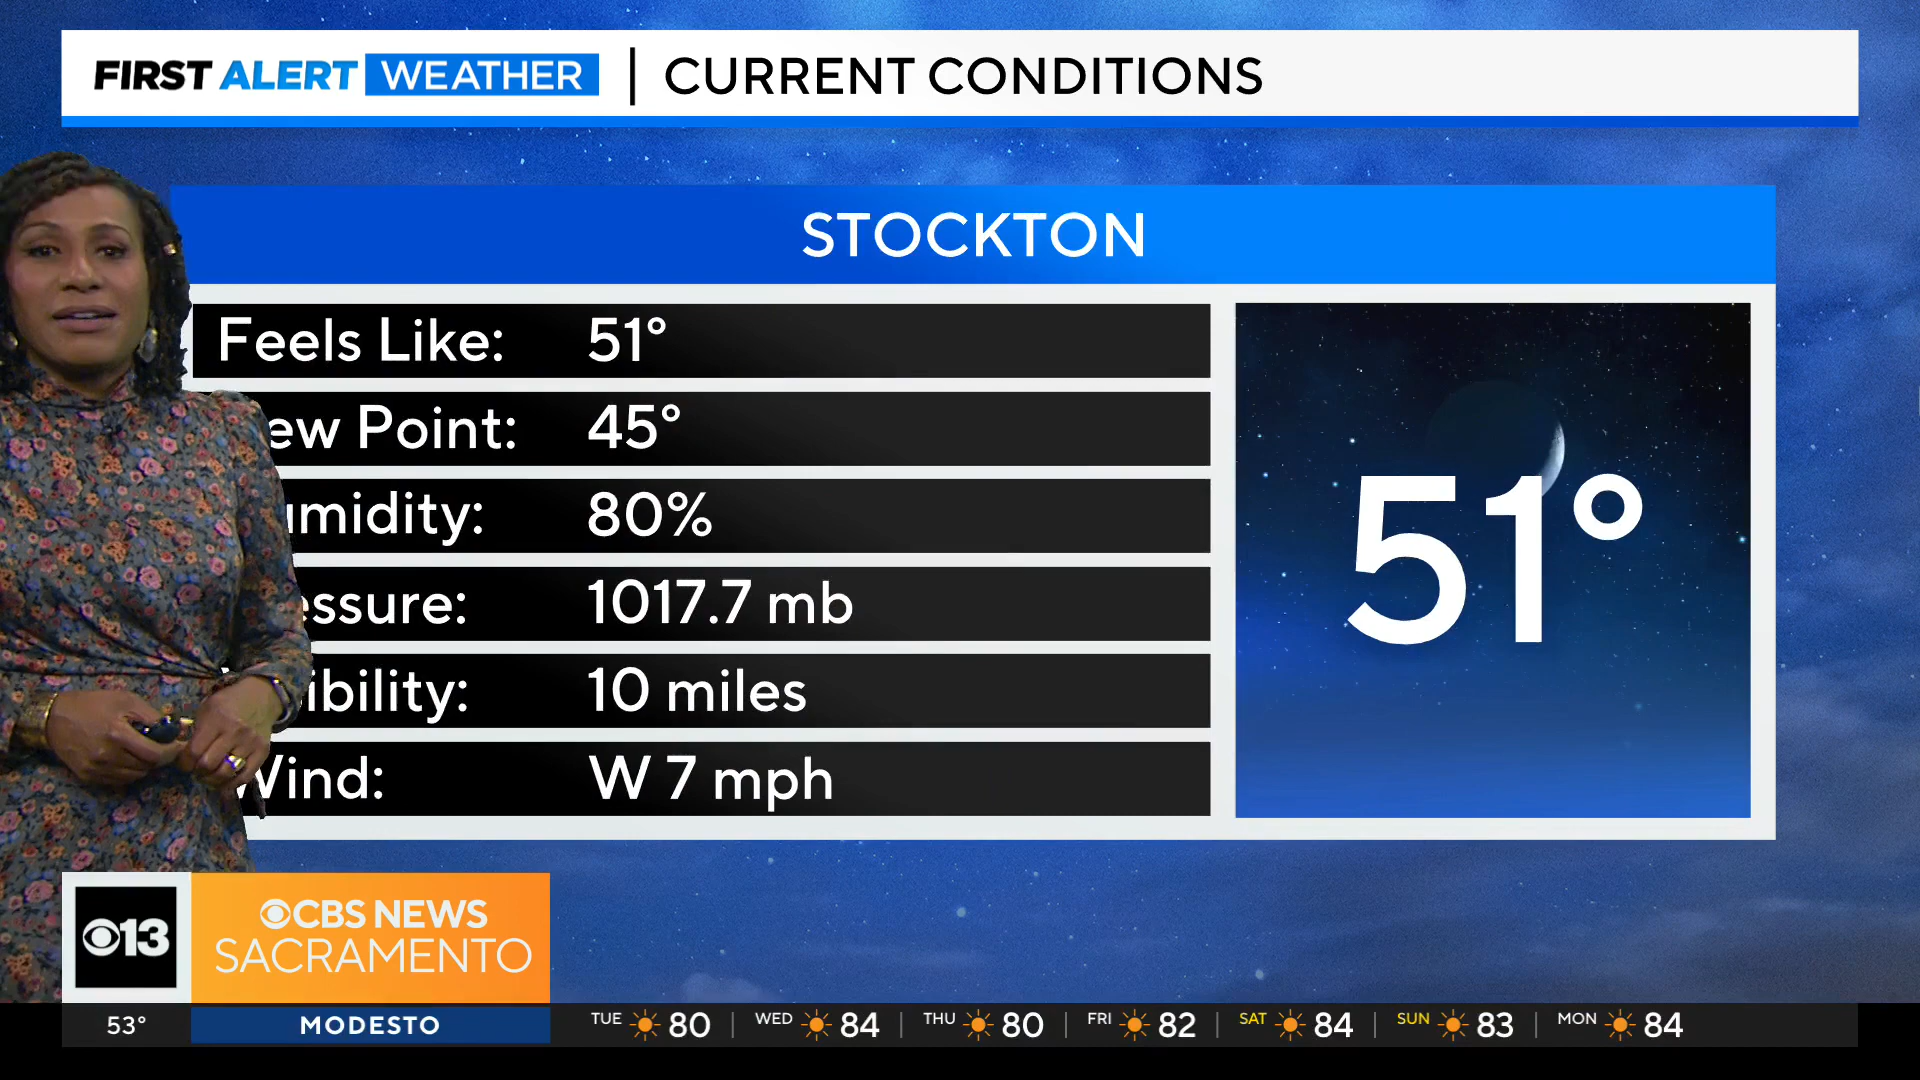 FIRST ALERT WEATHER | CURRENT CONDITIONS
STOCKTON
Feels Like: 51°
ew Point: 45°
umidity: 80%
essure: 1017.7 mb
ibility: 10 miles
Wind: W 7 mph
51°
13
CBS NEWS
SACRAMENTO
53° MODESTO TUE 80 | WED 84 | THU 80 | FRI 82 | SAT 84 | SUN 83 | MON 84